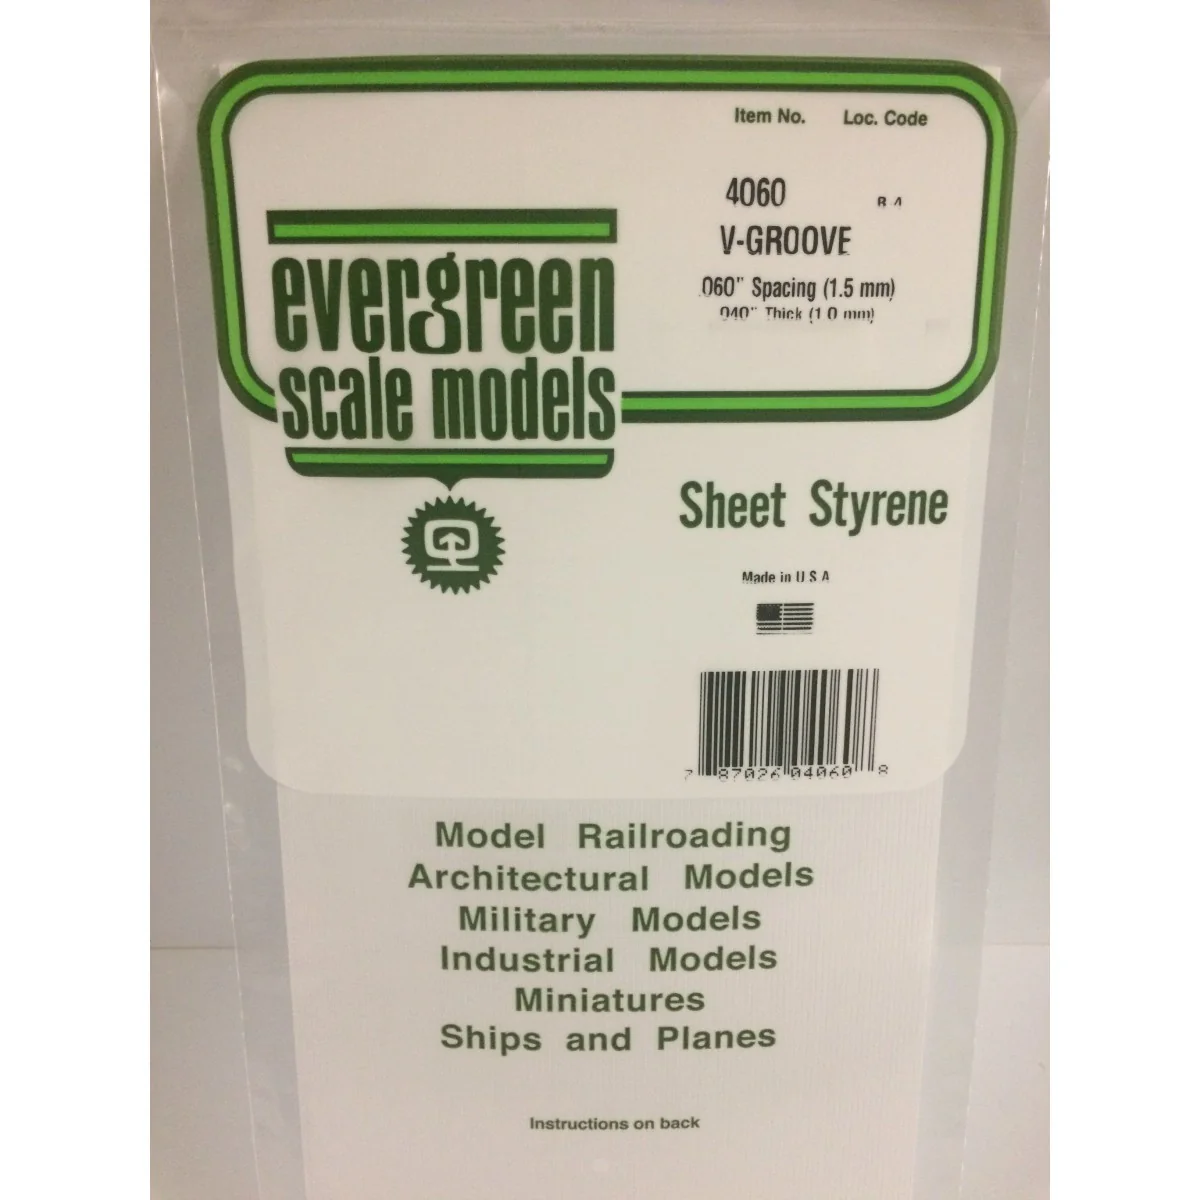 Item No. Loc. Code
4060 B 4
V-GROOVE
.060" Spacing (1.5 mm)
.040" Thick (1.0 mm)
evergreen
scale models
Sheet Styrene
Made in U S A
7 87026 04060 8
Model Railroading
Architectural Models
Military Models
Industrial Models
Miniatures
Ships and Planes
Instructions on back